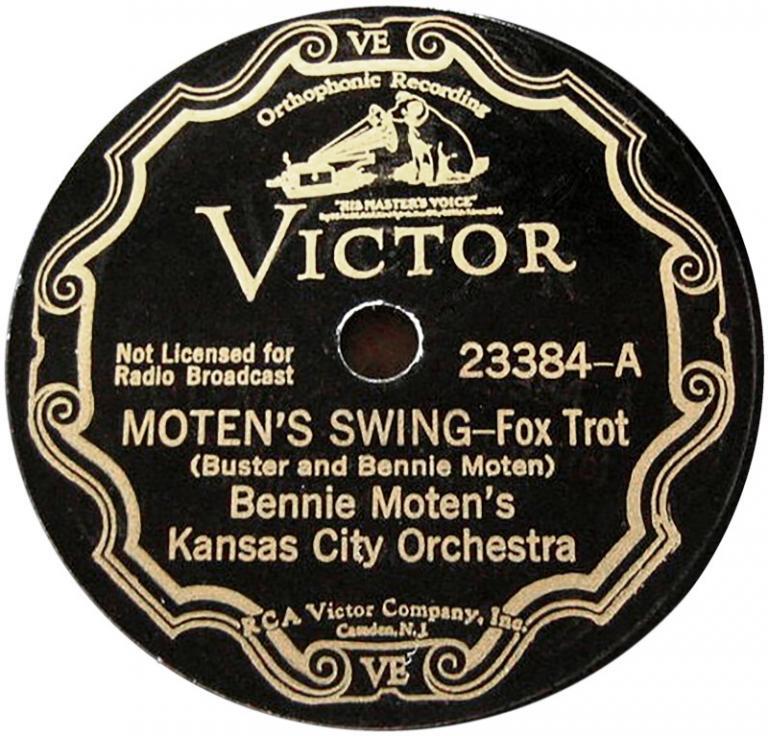 VE
Orthophonic Recording
"HIS MASTER'S VOICE"
VICTOR
Not Licensed for
Radio Broadcast
23384-A
MOTEN'S SWING-Fox Trot
(Buster and Bennie Moten)
Bennie Moten's
Kansas City Orchestra
RCA Victor Company, Inc.
Camden, N.J.
VE